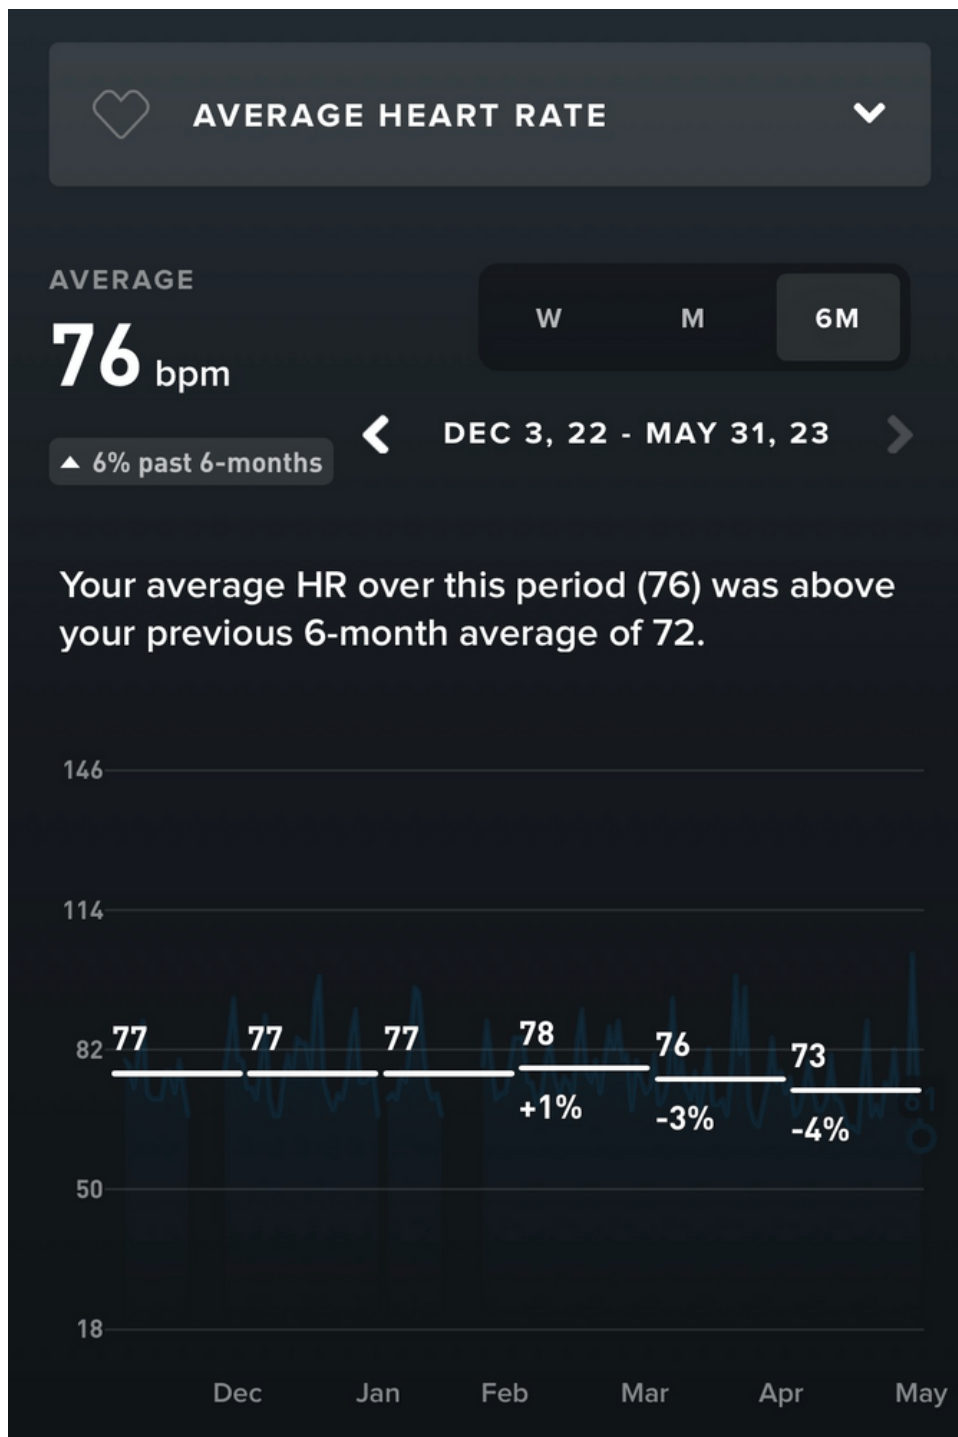 AVERAGE HEART RATE
AVERAGE
76 bpm
W M 6M
DEC 3, 22 - MAY 31, 23
6% past 6-months
Your average HR over this period (76) was above
your previous 6-month average of 72.
146
114
82
77 77 77 78 76 73
+1% -3% -4%
61
50
18
Dec Jan Feb Mar Apr May